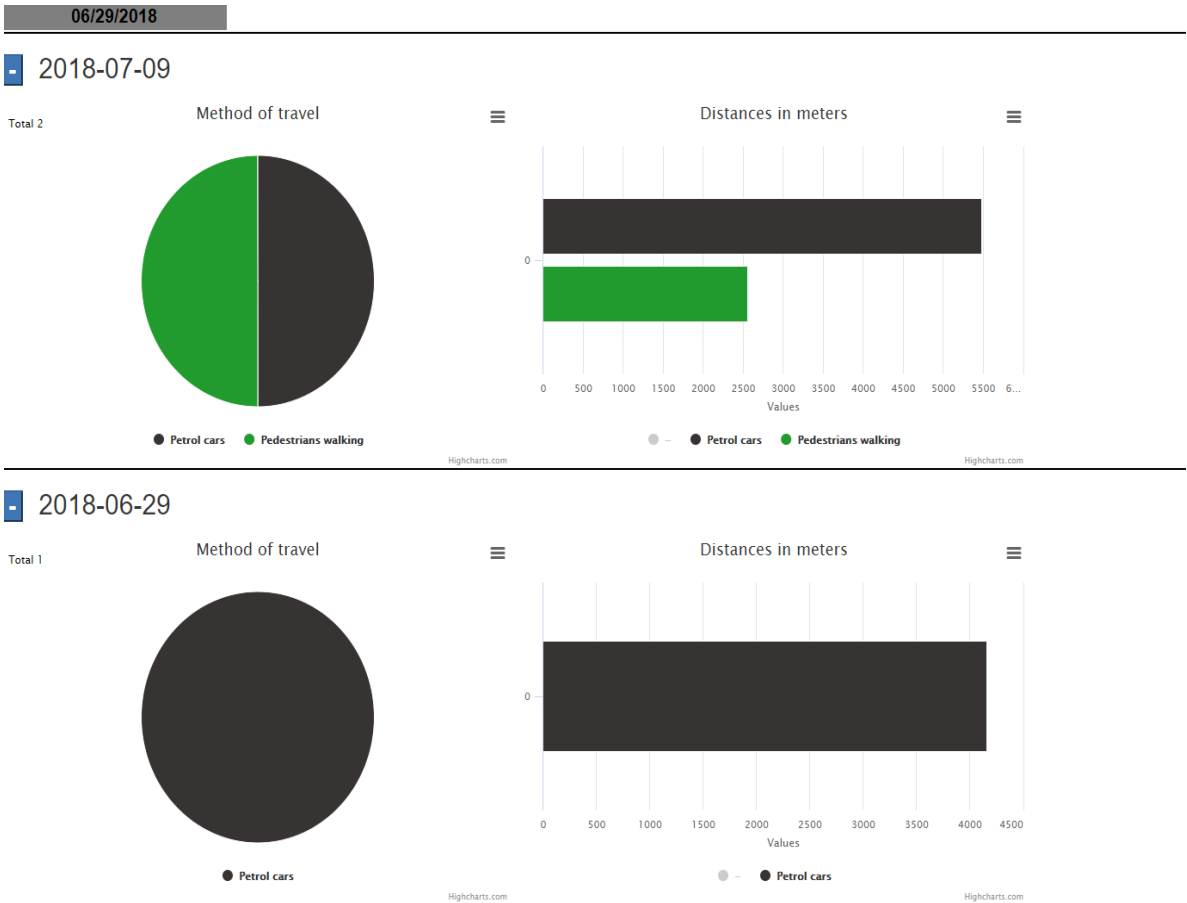 06/29/2018
- 2018-07-09
Total 2
Method of travel
Petrol cars Pedestrians walking
Highcharts.com
Distances in meters
0
0 500 1000 1500 2000 2500 3000 3500 4000 4500 5000 5500 6...
Values
– Petrol cars Pedestrians walking
Highcharts.com
- 2018-06-29
Total 1
Method of travel
Petrol cars
Highcharts.com
Distances in meters
0
0 500 1000 1500 2000 2500 3000 3500 4000 4500
Values
– Petrol cars
Highcharts.com